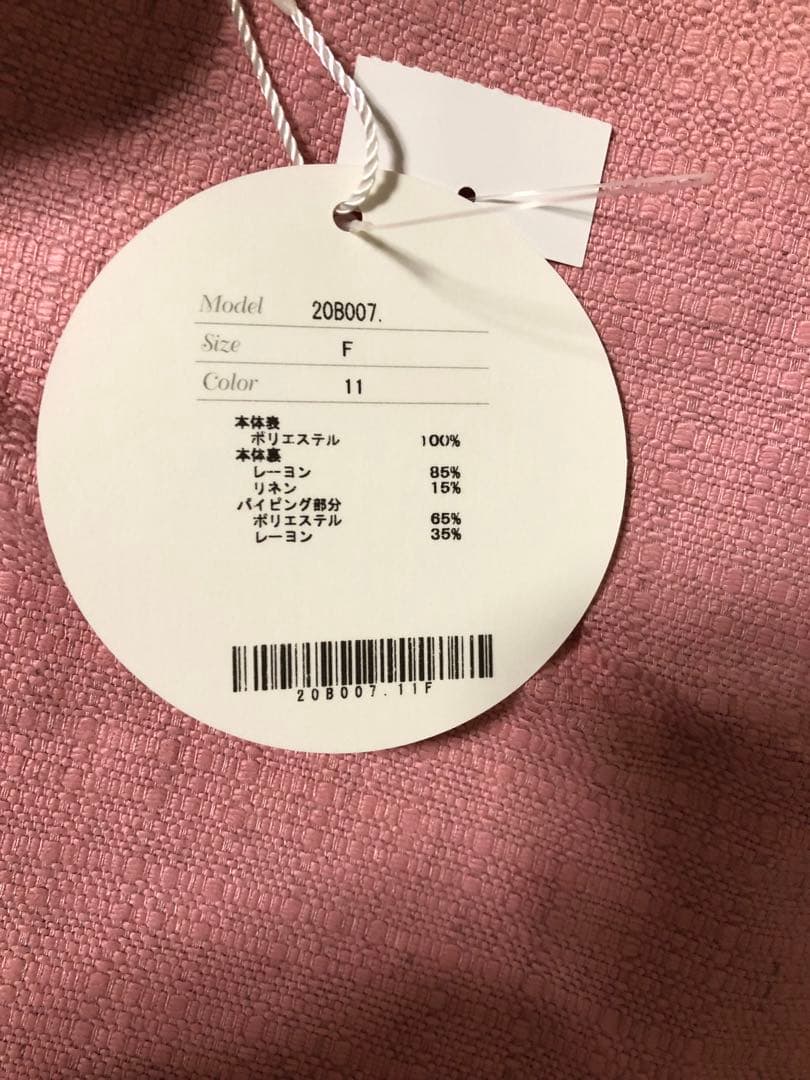 Model 20B007.
Size F
Color 11
本体表
ポリエステル 100%
本体裏
レーヨン 85%
リネン 15%
パイピング部分
ポリエステル 65%
レーヨン 35%
20B007.11F